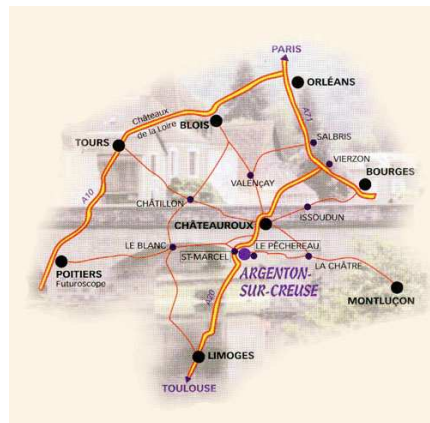 PARIS
ORLÉANS
Châteaux
de la Loire
BLOIS
A71
TOURS
SALBRIS
VIERZON
BOURGES
VALENÇAY
A10
CHÂTILLON
ISSOUDUN
CHÂTEAUROUX
LE BLANC
ST-MARCEL
LE PÊCHEREAU
LA CHÂTRE
POITIERS
Futuroscope
ARGENTON-
SUR-CREUSE
MONTLUÇON
A20
LIMOGES
TOULOUSE